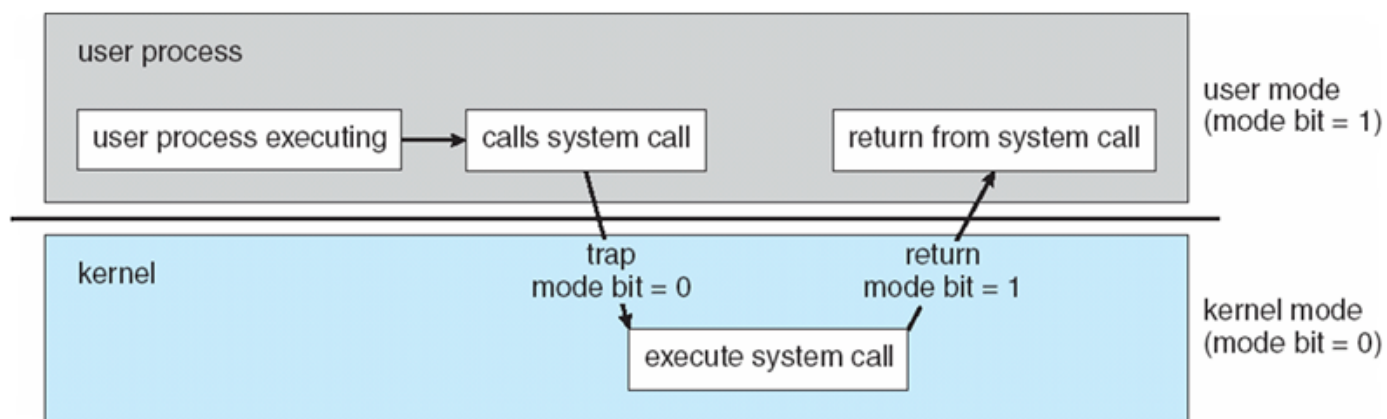 user process
user process executing
calls system call
return from system call
user mode
(mode bit = 1)
kernel
trap
mode bit = 0
return
mode bit = 1
execute system call
kernel mode
(mode bit = 0)